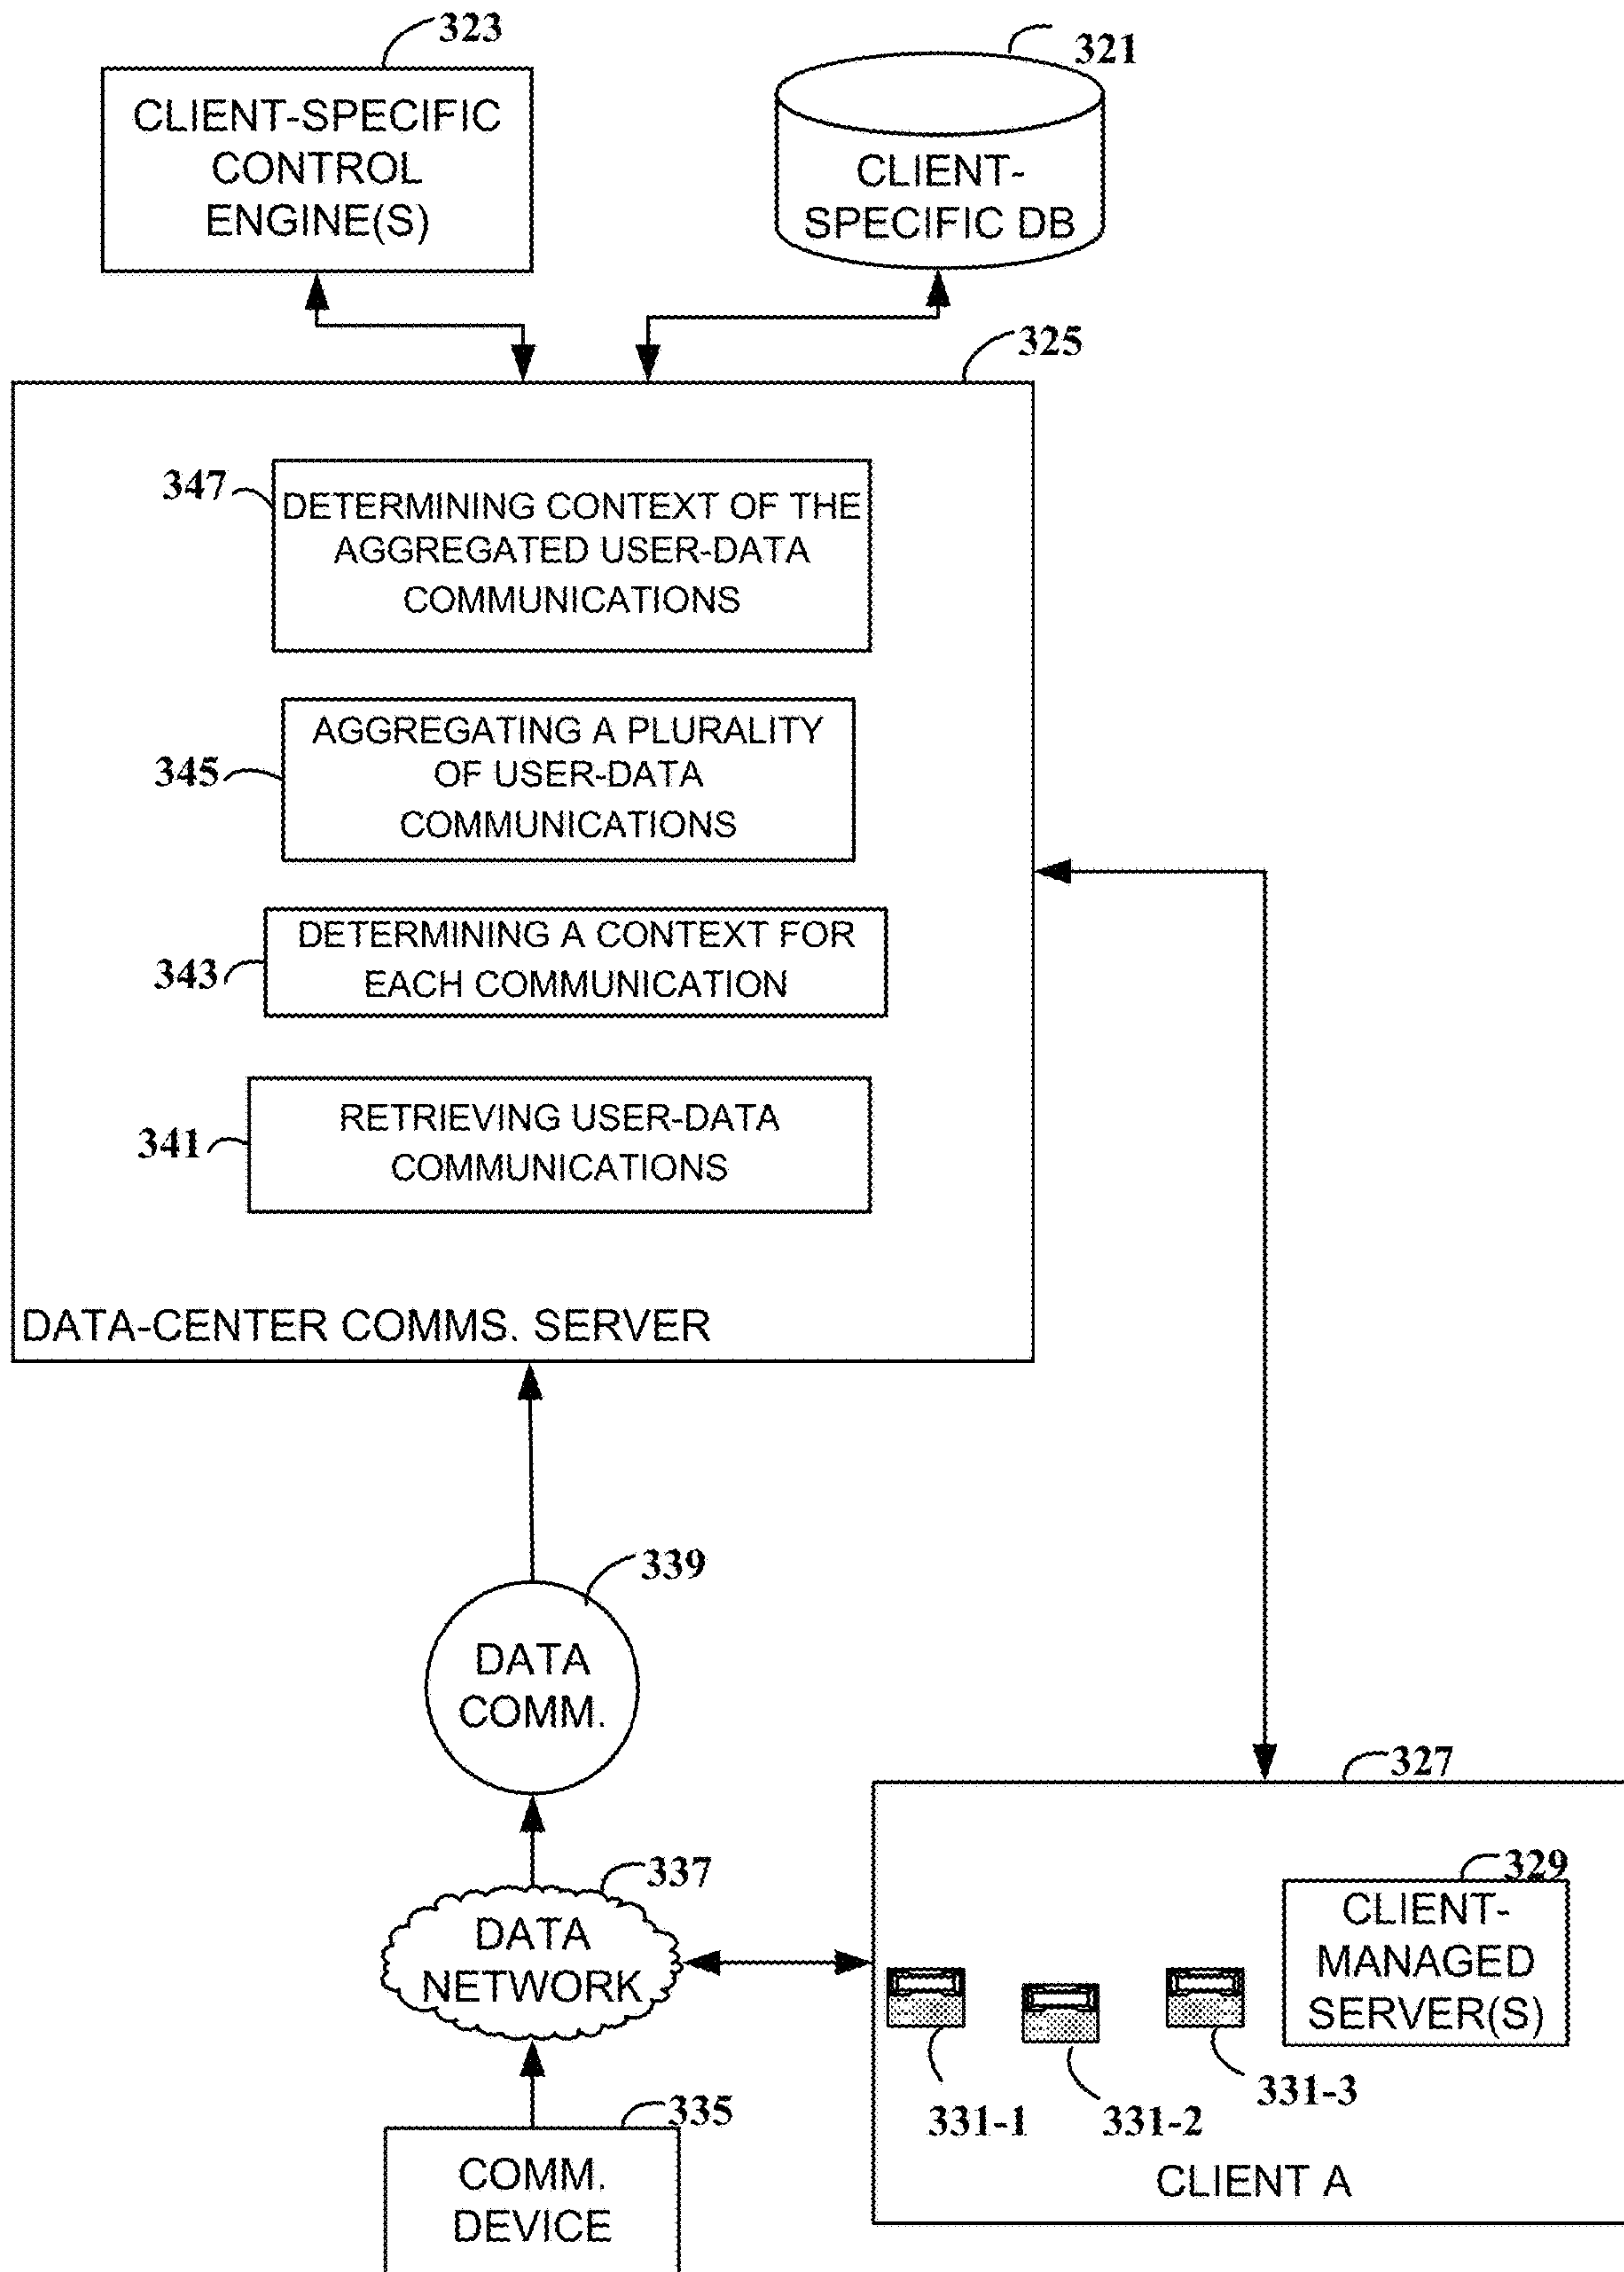 323
CLIENT-SPECIFIC
CONTROL
ENGINE(S)
321
CLIENT-
SPECIFIC DB
325
347
DETERMINING CONTEXT OF THE
AGGREGATED USER-DATA
COMMUNICATIONS
345
AGGREGATING A PLURALITY
OF USER-DATA
COMMUNICATIONS
343
DETERMINING A CONTEXT FOR
EACH COMMUNICATION
341
RETRIEVING USER-DATA
COMMUNICATIONS
DATA-CENTER COMMS. SERVER
339
DATA
COMM.
337
DATA
NETWORK
335
COMM.
DEVICE
327
329
CLIENT-
MANAGED
SERVER(S)
331-1
331-2
331-3
CLIENT A